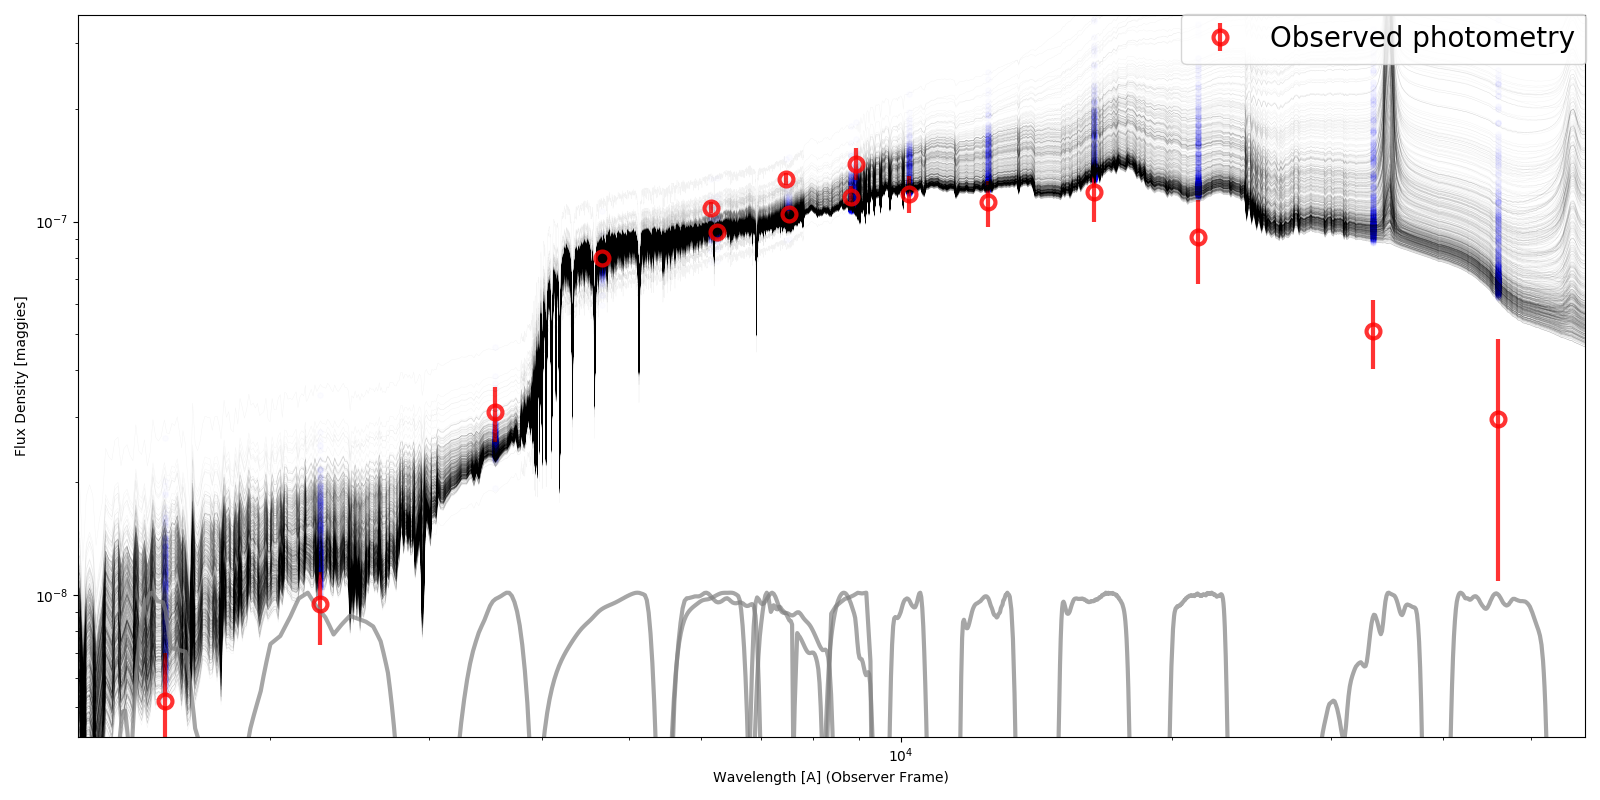 Observed photometry
Flux Density [maggies]
10⁻⁷
10⁻⁸
10⁴
Wavelength [A] (Observer Frame)